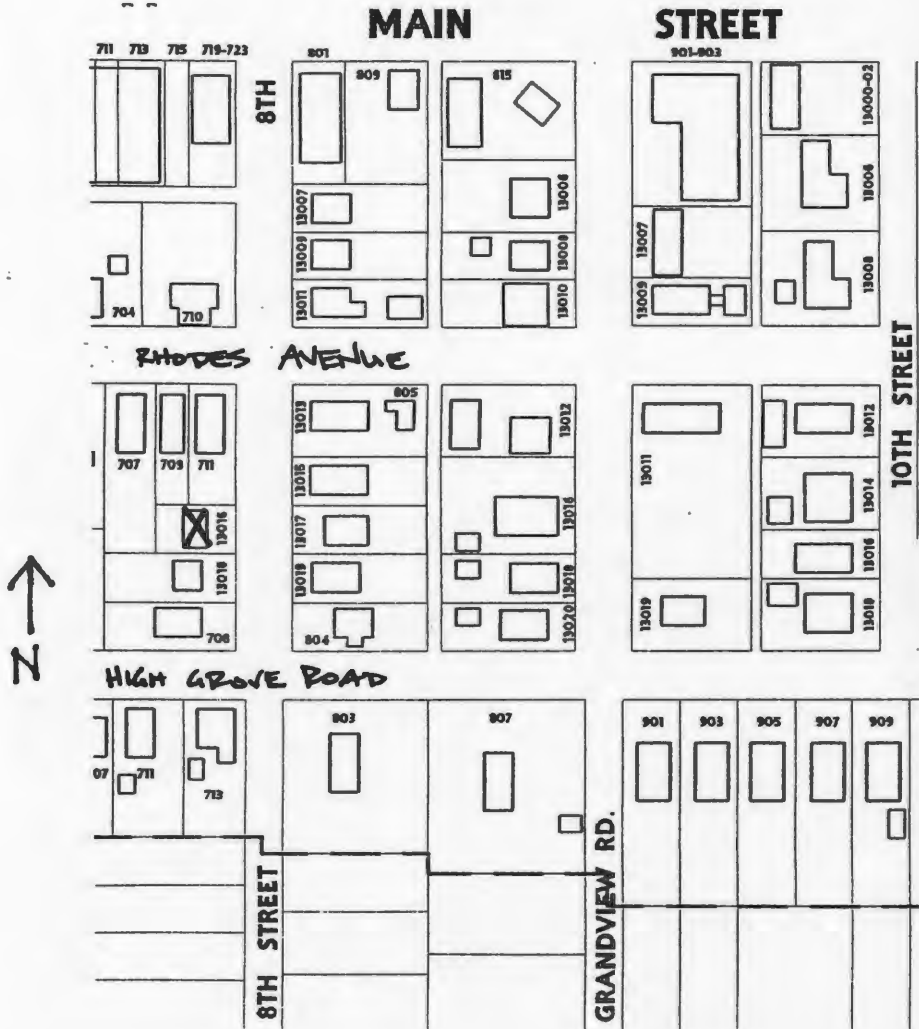 MAIN STREET
711 713 715 719-723 801 901-903
8TH
809 815
13000-02
13007 13006 13006
13009 13008 13007 13008
13011 13010 13009
704 710
RHODES AVENUE
10TH STREET
805
13013 13012 13012
707 709 711 13011
13015 13014
13015 13017 13016 13016
13018 13019 13018 13019 13018
708 804 13020
N
HIGH GROVE ROAD
803 807 901 903 905 907 909
07 711 713
8TH STREET
GRANDVIEW RD.